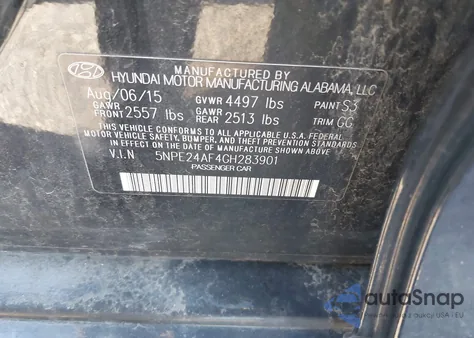 MANUFACTURED BY
HYUNDAI MOTOR MANUFACTURING ALABAMA, LLC
Aug/06/15 GVWR 4497 lbs PAINT S3
GAWR FRONT 2557 lbs GAWR REAR 2513 lbs TRIM GG
THIS VEHICLE CONFORMS TO ALL APPLICABLE U.S. FEDERAL
MOTOR VEHICLE SAFETY, BUMPER, AND THEFT PREVENTION
STANDARDS IN EFFECT ON THE DATE OF MANUFACTURE SHOWN ABOVE.
V.I.N 5NPE24AF4GH283901
PASSENGER CAR
autoSnap